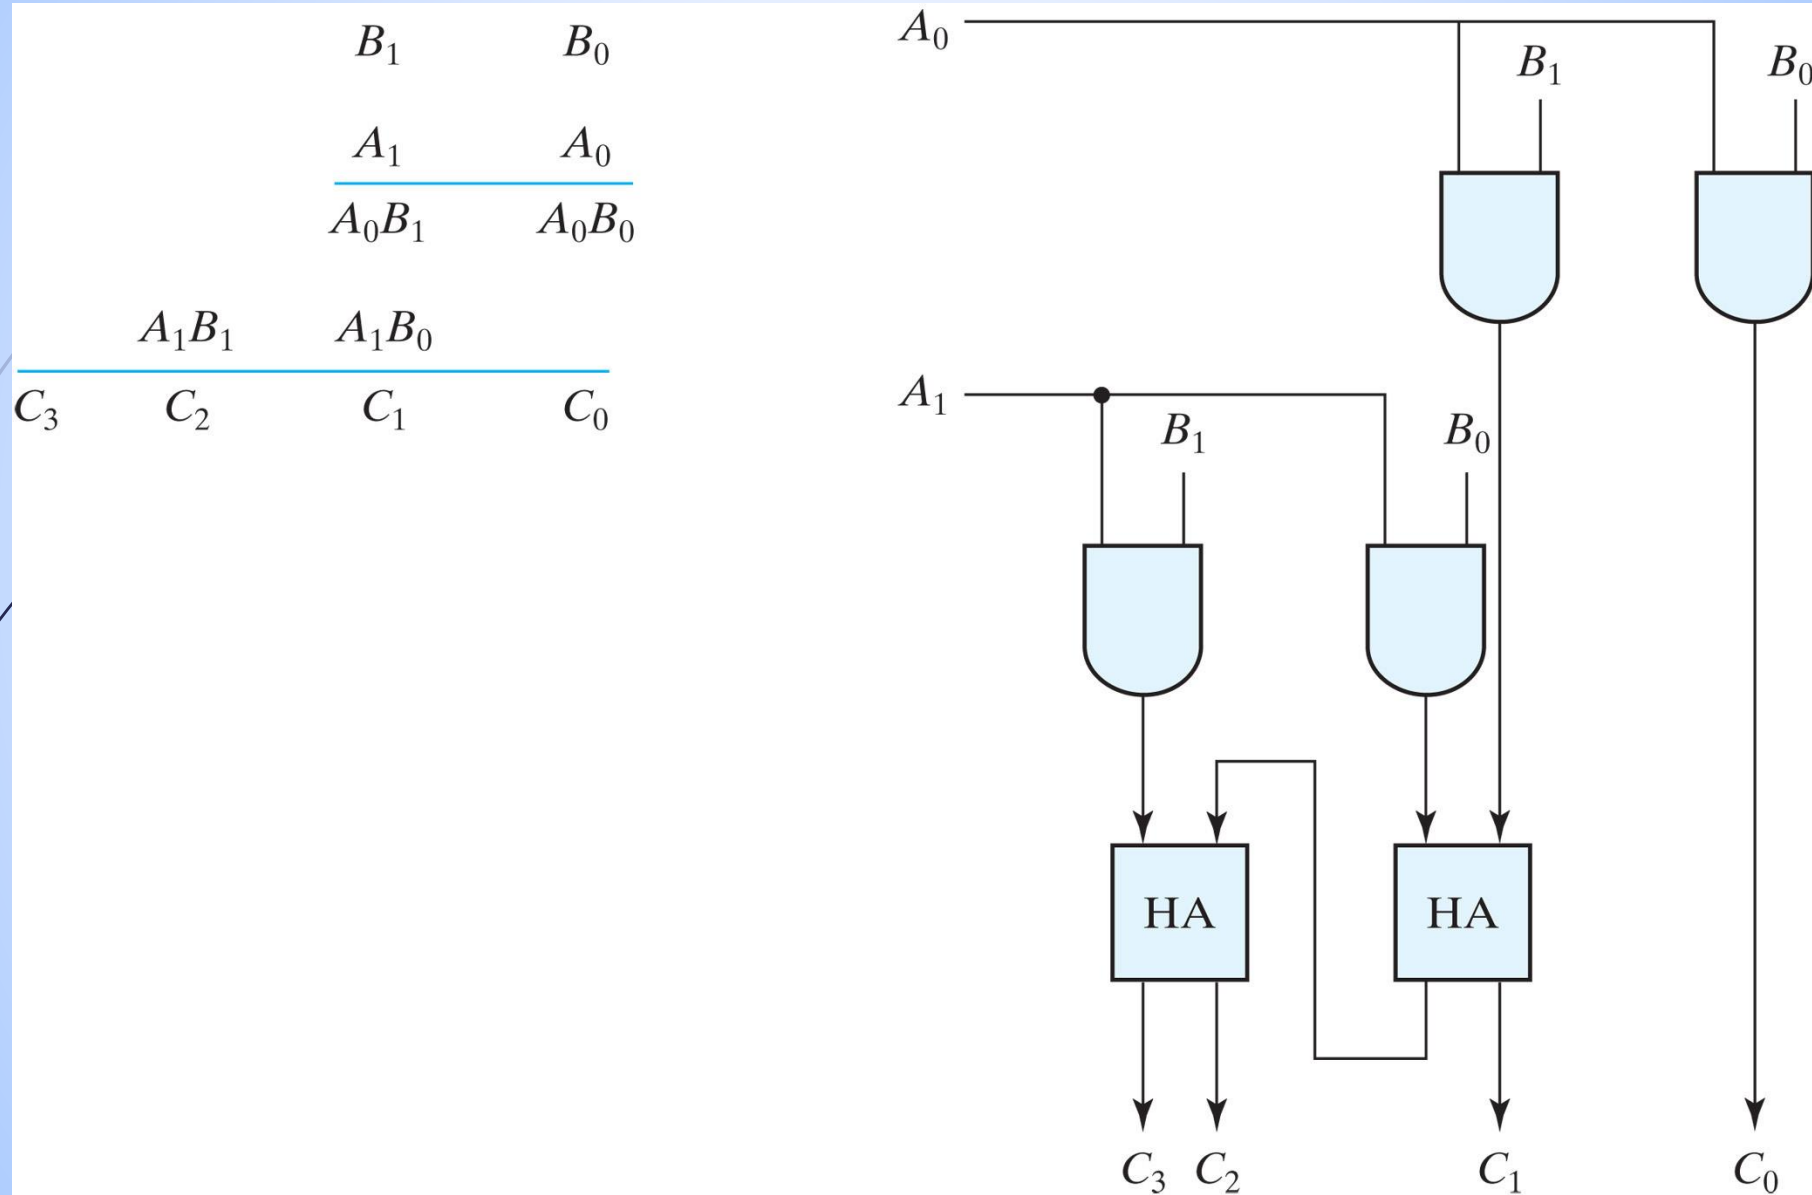 B₁ B₀
A₁ A₀
A₀B₁ A₀B₀
A₁B₁ A₁B₀
C₃ C₂ C₁ C₀
A₀
B₁ B₀
A₁
B₁ B₀
HA HA
C₃ C₂ C₁ C₀